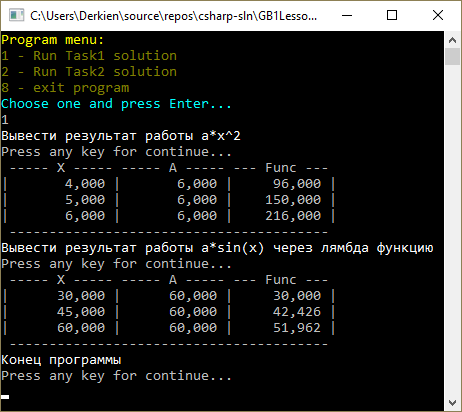 C:\Users\Derkien\source\repos\csharp-sln\GB1Lesso...
Program menu:
1 - Run Task1 solution
2 - Run Task2 solution
8 - exit program
Choose one and press Enter...
1
Вывести результат работы a*x^2
Press any key for continue...
 ----- X ----- ----- A ----- --- Func ---
|       4,000 |       6,000 |     96,000 |
|       5,000 |       6,000 |    150,000 |
|       6,000 |       6,000 |    216,000 |
 ----------------------------------------
Вывести результат работы a*sin(x) через лямбда функцию
Press any key for continue...
 ----- X ----- ----- A ----- --- Func ---
|      30,000 |      60,000 |     30,000 |
|      45,000 |      60,000 |     42,426 |
|      60,000 |      60,000 |     51,962 |
 ----------------------------------------
Конец программы
Press any key for continue...